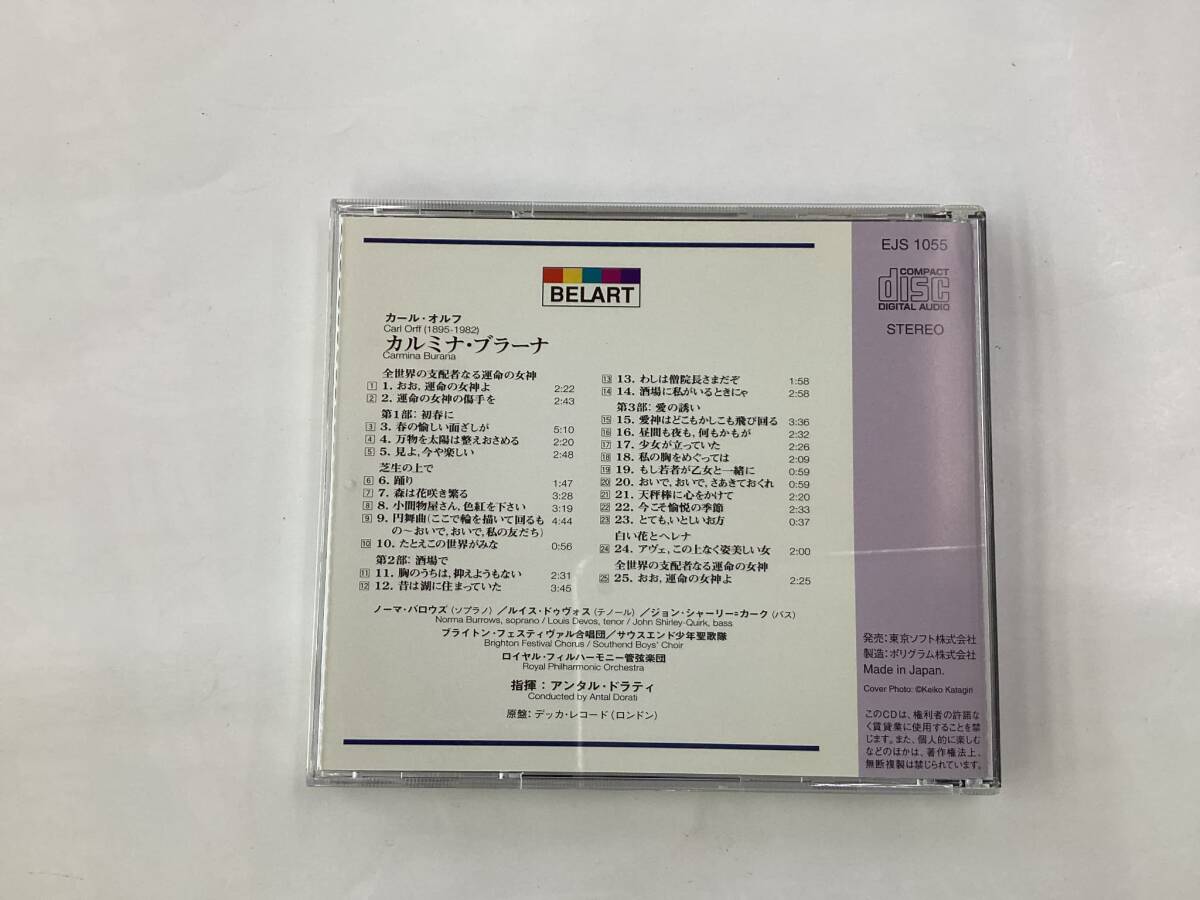 BELART
カール・オルフ
Carl Orff (1895-1982)
カルミナ・ブラーナ
Carmina Burana
全世界の支配者なる運命の女神
1 1. おお、運命の女神よ 2:22
2 2. 運命の女神の傷手を 2:43
第1部: 初春に
3 3. 春の愉しい面ざしが 5:10
4 4. 万物を太陽は整えおさめる 2:20
5 5. 見よ、今や楽しい 2:48
芝生の上で
6 6. 踊り 1:47
7 7. 森は花咲き繁る 3:28
8 8. 小間物屋さん、色紅を下さい 3:19
9 9. 円舞曲(ここで輪を描いて回るも 4:44
の～おいで、おいで、私の友だち)
10 10. たとえこの世界がみな 0:56
第2部: 酒場で
11 11. 胸のうちは、抑えようもない 2:31
12 12. 昔は湖に住まっていた 3:45
13 13. わしは僧院長さまだぞ 1:58
14 14. 酒場に私がいるときにゃ 2:58
第3部: 愛の誘い
15 15. 愛神はどこもかしこも飛び回る 3:36
16 16. 昼間も夜も、何もかもが 2:32
17 17. 少女が立っていた 2:26
18 18. 私の胸をめぐっては 2:09
19 19. もし若者が乙女と一緒に 0:59
20 20. おいで、おいで、さあきておくれ 0:59
21 21. 天秤棒に心をかけて 2:20
22 22. 今こそ愉悦の季節 2:33
23 23. とても、いとしいお方 0:37
白い花とヘレナ
24 24. アヴェ、この上なく姿美しい女 2:00
全世界の支配者なる運命の女神
25 25. おお、運命の女神よ 2:25
ノーマ・バロウズ(ソプラノ)／ルイス・ドゥヴォス(テノール)／ジョン・シャーリー=カーク(バス)
Norma Burrows, soprano / Louis Devos, tenor / John Shirley-Quirk, bass
ブライトン・フェスティヴァル合唱団／サウスエンド少年聖歌隊
Brighton Festival Chorus / Southend Boys' Choir
ロイヤル・フィルハーモニー管弦楽団
Royal Philharmonic Orchestra
指揮: アンタル・ドラティ
Conducted by Antal Dorati
原盤: デッカ・レコード(ロンドン)
EJS 1055
COMPACT
disc
DIGITAL AUDIO
STEREO
発売: 東京ソフト株式会社
製造: ポリグラム株式会社
Made in Japan.
Cover Photo: ©Keiko Katagiri
このCDは、権利者の許諾な
く賃貸業に使用することを禁
じます。また、個人的に楽しむ
などのほかは、著作権法上、
無断複製は禁じられています。